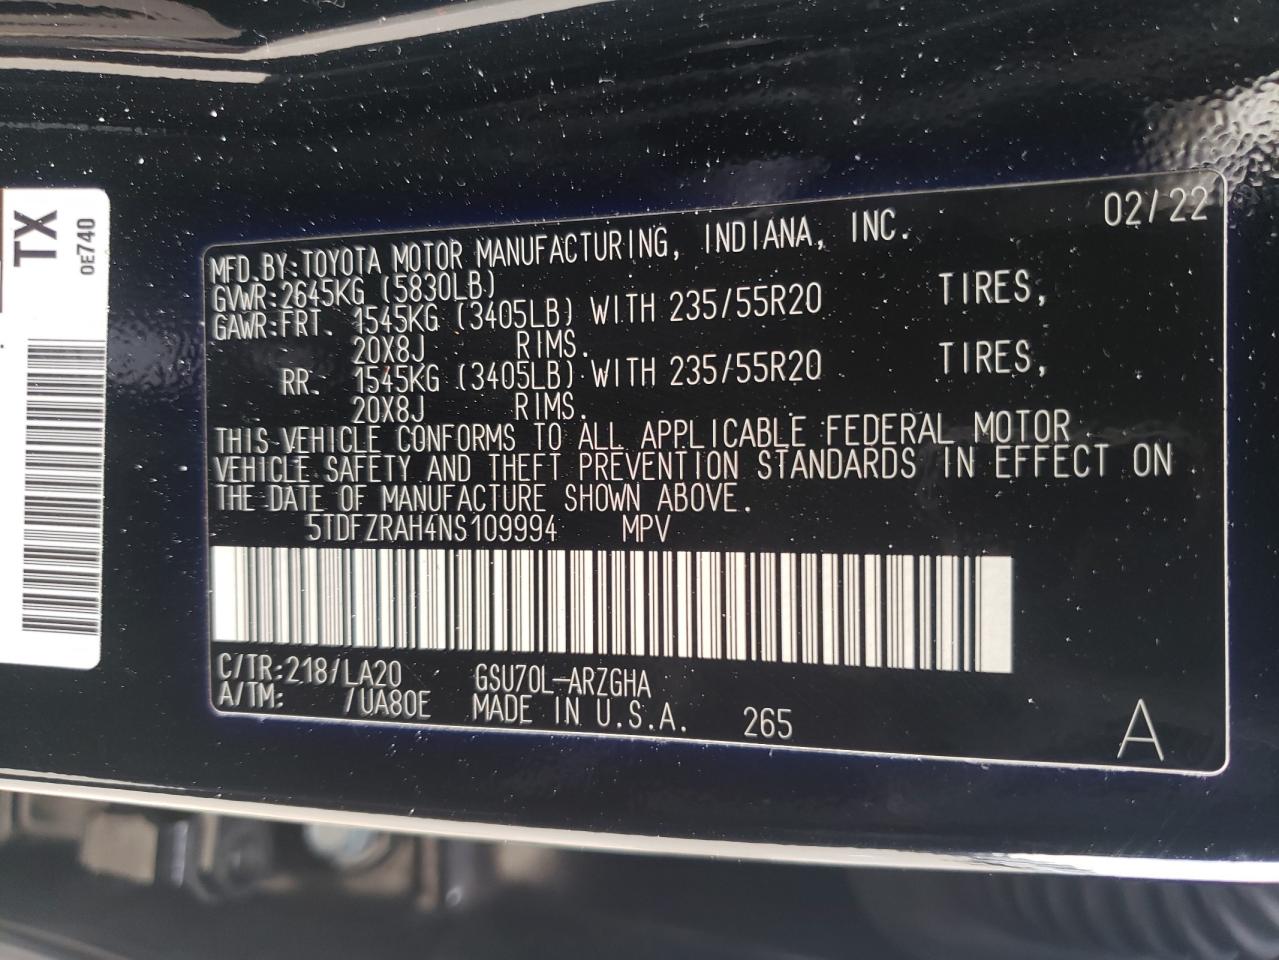 TX
0E740
02/22
MFD.BY:TOYOTA MOTOR MANUFACTURING, INDIANA, INC.
GVWR:2645KG (5830LB)
GAWR:FRT. 1545KG (3405LB) WITH 235/55R20 TIRES,
20X8J RIMS.
RR. 1545KG (3405LB) WITH 235/55R20 TIRES,
20X8J RIMS.
THIS VEHICLE CONFORMS TO ALL APPLICABLE FEDERAL MOTOR
VEHICLE SAFETY AND THEFT PREVENTION STANDARDS IN EFFECT ON
THE DATE OF MANUFACTURE SHOWN ABOVE.
5TDFZRAH4NS109994 MPV
C/TR:218/LA20 GSU70L-ARZGHA
A/TM: /UA80E MADE IN U.S.A. 265
A